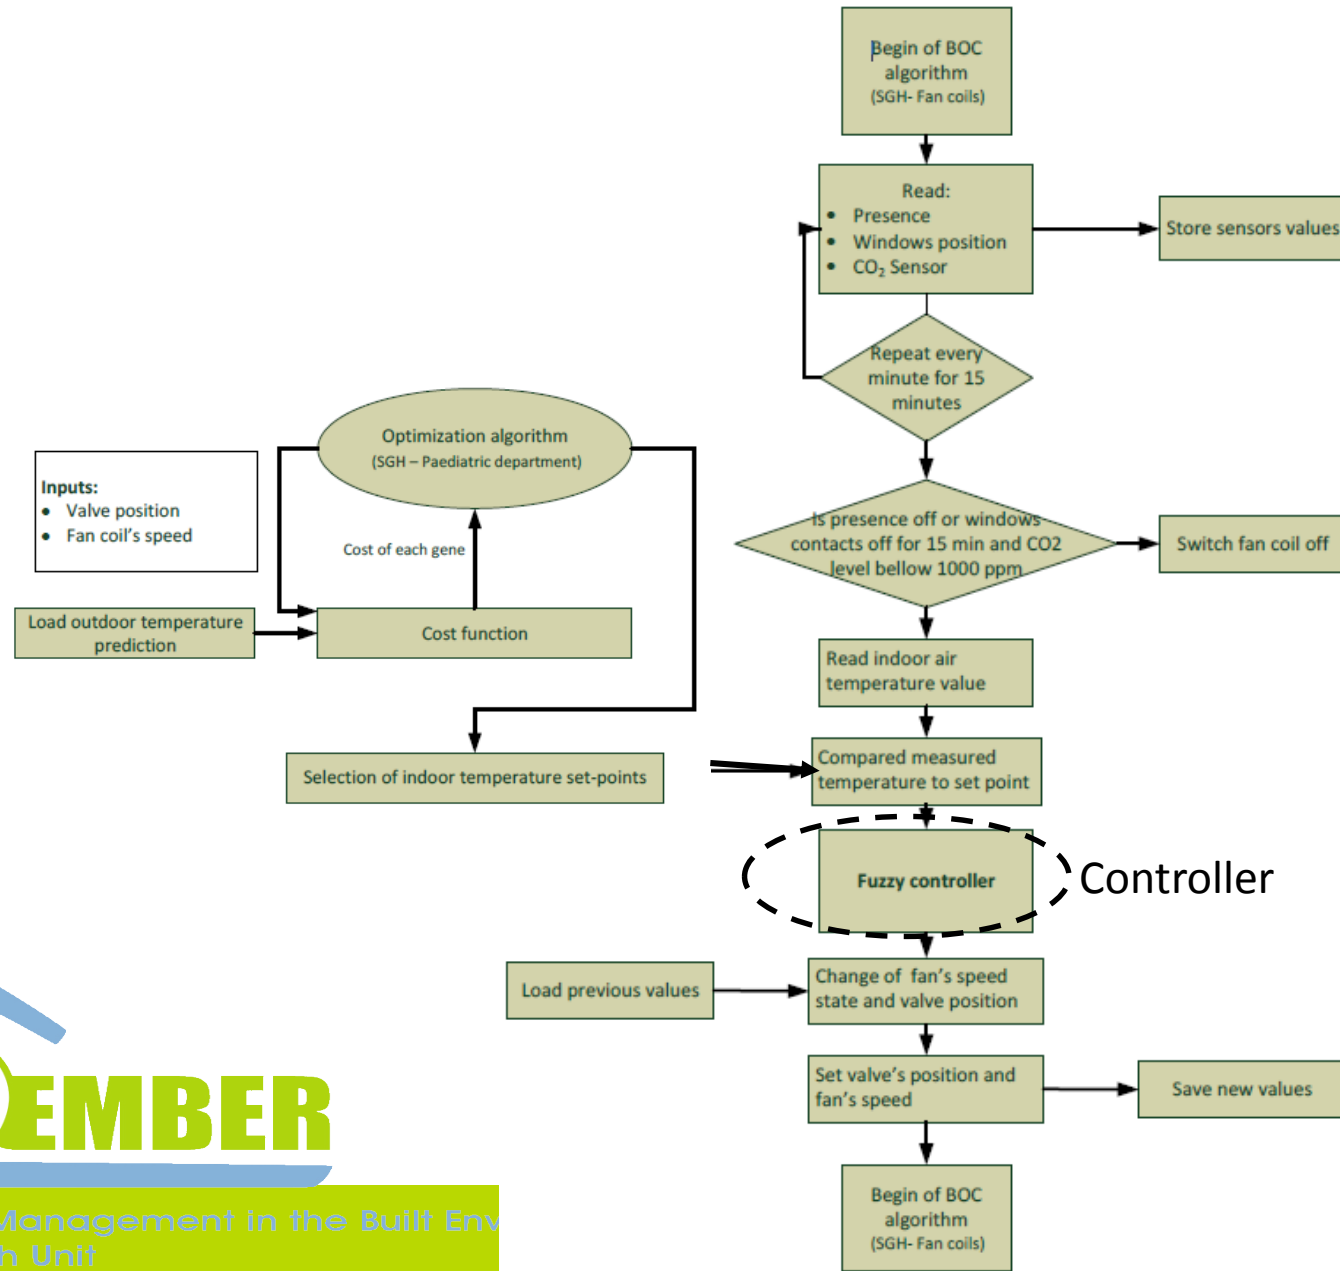 Begin of BOC
algorithm
(SGH- Fan coils)
Read:
• Presence
• Windows position
• CO₂ Sensor
Store sensors values
Repeat every
minute for 15
minutes
Optimization algorithm
(SGH – Paediatric department)
Inputs:
• Valve position
• Fan coil's speed
Cost of each gene
Is presence off or windows
contacts off for 15 min and CO2
level bellow 1000 ppm
Switch fan coil off
Load outdoor temperature
prediction
Cost function
Read indoor air
temperature value
Selection of indoor temperature set-points
Compared measured
temperature to set point
Fuzzy controller
Controller
Load previous values
Change of fan's speed
state and valve position
Set valve's position and
fan's speed
Save new values
Begin of BOC
algorithm
(SGH- Fan coils)
EMBER
Management in the Built Env
h Unit